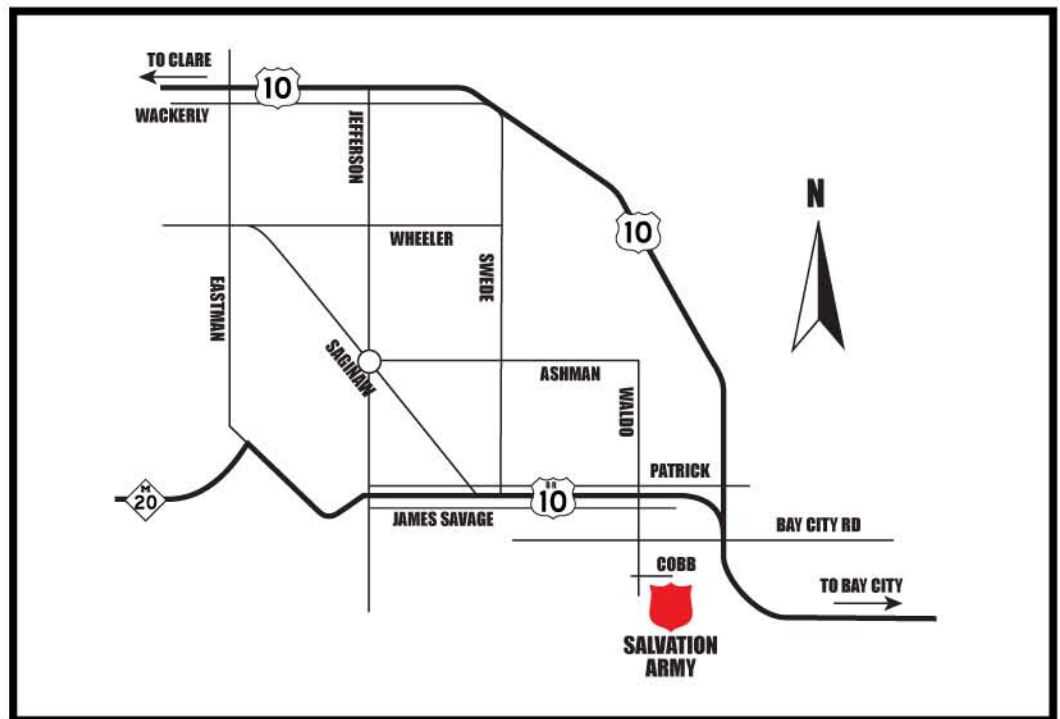 TO CLARE
10
WACKERLY
JEFFERSON
N
10
WHEELER
SWEDE
EASTMAN
SAGINAW
ASHMAN
WALDO
PATRICK
M
20
BR
10
JAMES SAVAGE
BAY CITY RD
COBB
TO BAY CITY
SALVATION
ARMY